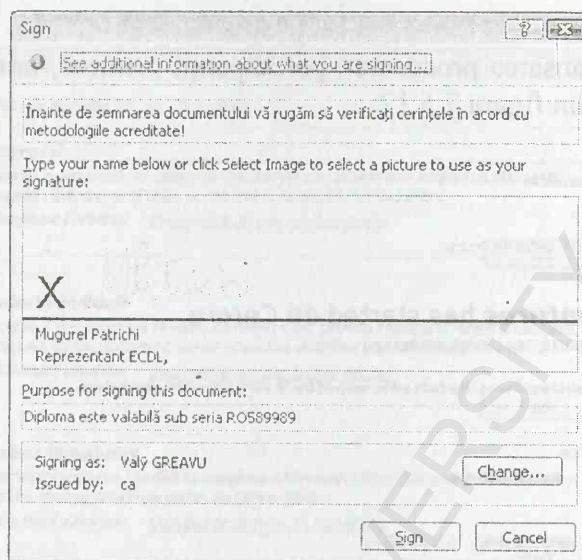 Sign
See additional information about what you are signing...
Înainte de semnarea documentului vă rugăm să verificați cerințele în acord cu
metodologiile acreditate!
Type your name below or click Select Image to select a picture to use as your
signature:
X
Mugurel Patrichi
Reprezentant ECDL,
Purpose for signing this document:
Diploma este valabilă sub seria RO589989
Signing as: Valy GREAVU
Issued by: ca
Change...
Sign
Cancel
VERSITY